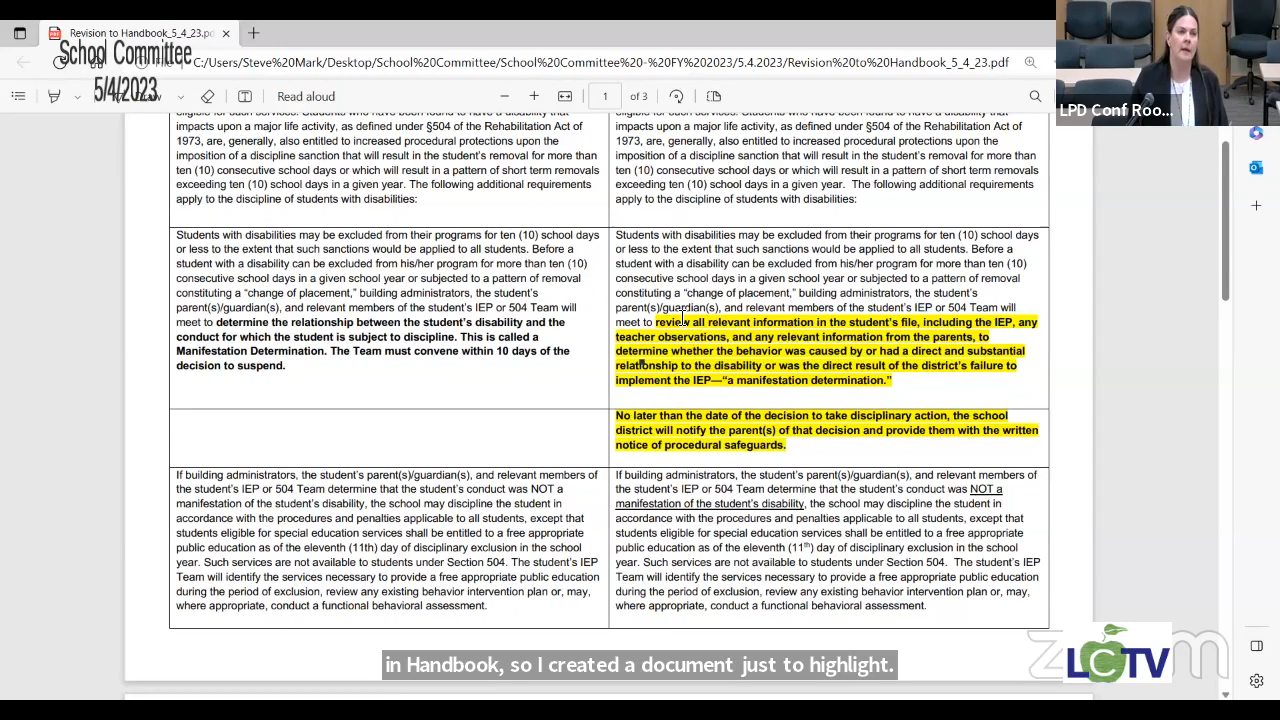 Revision to Handbook_5_4_23.pd
School Committee
5/4/2023
C:/Users/Steve%20Mark/Desktop/School%20Committee/School%20Committee%20-%20FY%202023/5.4.2023/Revision%20to%20Handbook_5_4_23.pdf
Read aloud
1 of 3
LPD Conf Roo...
impacts upon a major life activity, as defined under §504 of the Rehabilitation Act of
1973, are, generally, also entitled to increased procedural protections upon the
imposition of a discipline sanction that will result in the student's removal for more than
ten (10) consecutive school days or which will result in a pattern of short term removals
exceeding ten (10) school days in a given year. The following additional requirements
apply to the discipline of students with disabilities:
impacts upon a major life activity, as defined under §504 of the Rehabilitation Act of
1973, are, generally, also entitled to increased procedural protections upon the
imposition of a discipline sanction that will result in the student's removal for more than
ten (10) consecutive school days or which will result in a pattern of short term removals
exceeding ten (10) school days in a given year. The following additional requirements
apply to the discipline of students with disabilities:
Students with disabilities may be excluded from their programs for ten (10) school days
or less to the extent that such sanctions would be applied to all students. Before a
student with a disability can be excluded from his/her program for more than ten (10)
consecutive school days in a given school year or subjected to a pattern of removal
constituting a "change of placement," building administrators, the student's
parent(s)/guardian(s), and relevant members of the student's IEP or 504 Team will
meet to determine the relationship between the student's disability and the
conduct for which the student is subject to discipline. This is called a
Manifestation Determination. The Team must convene within 10 days of the
decision to suspend.
Students with disabilities may be excluded from their programs for ten (10) school days
or less to the extent that such sanctions would be applied to all students. Before a
student with a disability can be excluded from his/her program for more than ten (10)
consecutive school days in a given school year or subjected to a pattern of removal
constituting a "change of placement," building administrators, the student's
parent(s)/guardian(s), and relevant members of the student's IEP or 504 Team will
meet to review all relevant information in the student's file, including the IEP, any
teacher observations, and any relevant information from the parents, to
determine whether the behavior was caused by or had a direct and substantial
relationship to the disability or was the direct result of the district's failure to
implement the IEP—"a manifestation determination."
No later than the date of the decision to take disciplinary action, the school
district will notify the parent(s) of that decision and provide them with the written
notice of procedural safeguards.
If building administrators, the student's parent(s)/guardian(s), and relevant members of
the student's IEP or 504 Team determine that the student's conduct was NOT a
manifestation of the student's disability, the school may discipline the student in
accordance with the procedures and penalties applicable to all students, except that
students eligible for special education services shall be entitled to a free appropriate
public education as of the eleventh (11th) day of disciplinary exclusion in the school
year. Such services are not available to students under Section 504. The student's IEP
Team will identify the services necessary to provide a free appropriate public education
during the period of exclusion, review any existing behavior intervention plan or, may,
where appropriate, conduct a functional behavioral assessment.
If building administrators, the student's parent(s)/guardian(s), and relevant members of
the student's IEP or 504 Team determine that the student's conduct was NOT a
manifestation of the student's disability, the school may discipline the student in
accordance with the procedures and penalties applicable to all students, except that
students eligible for special education services shall be entitled to a free appropriate
public education as of the eleventh (11th) day of disciplinary exclusion in the school
year. Such services are not available to students under Section 504. The student's IEP
Team will identify the services necessary to provide a free appropriate public education
during the period of exclusion, review any existing behavior intervention plan or, may,
where appropriate, conduct a functional behavioral assessment.
in Handbook, so I created a document just to highlight.
LCTV